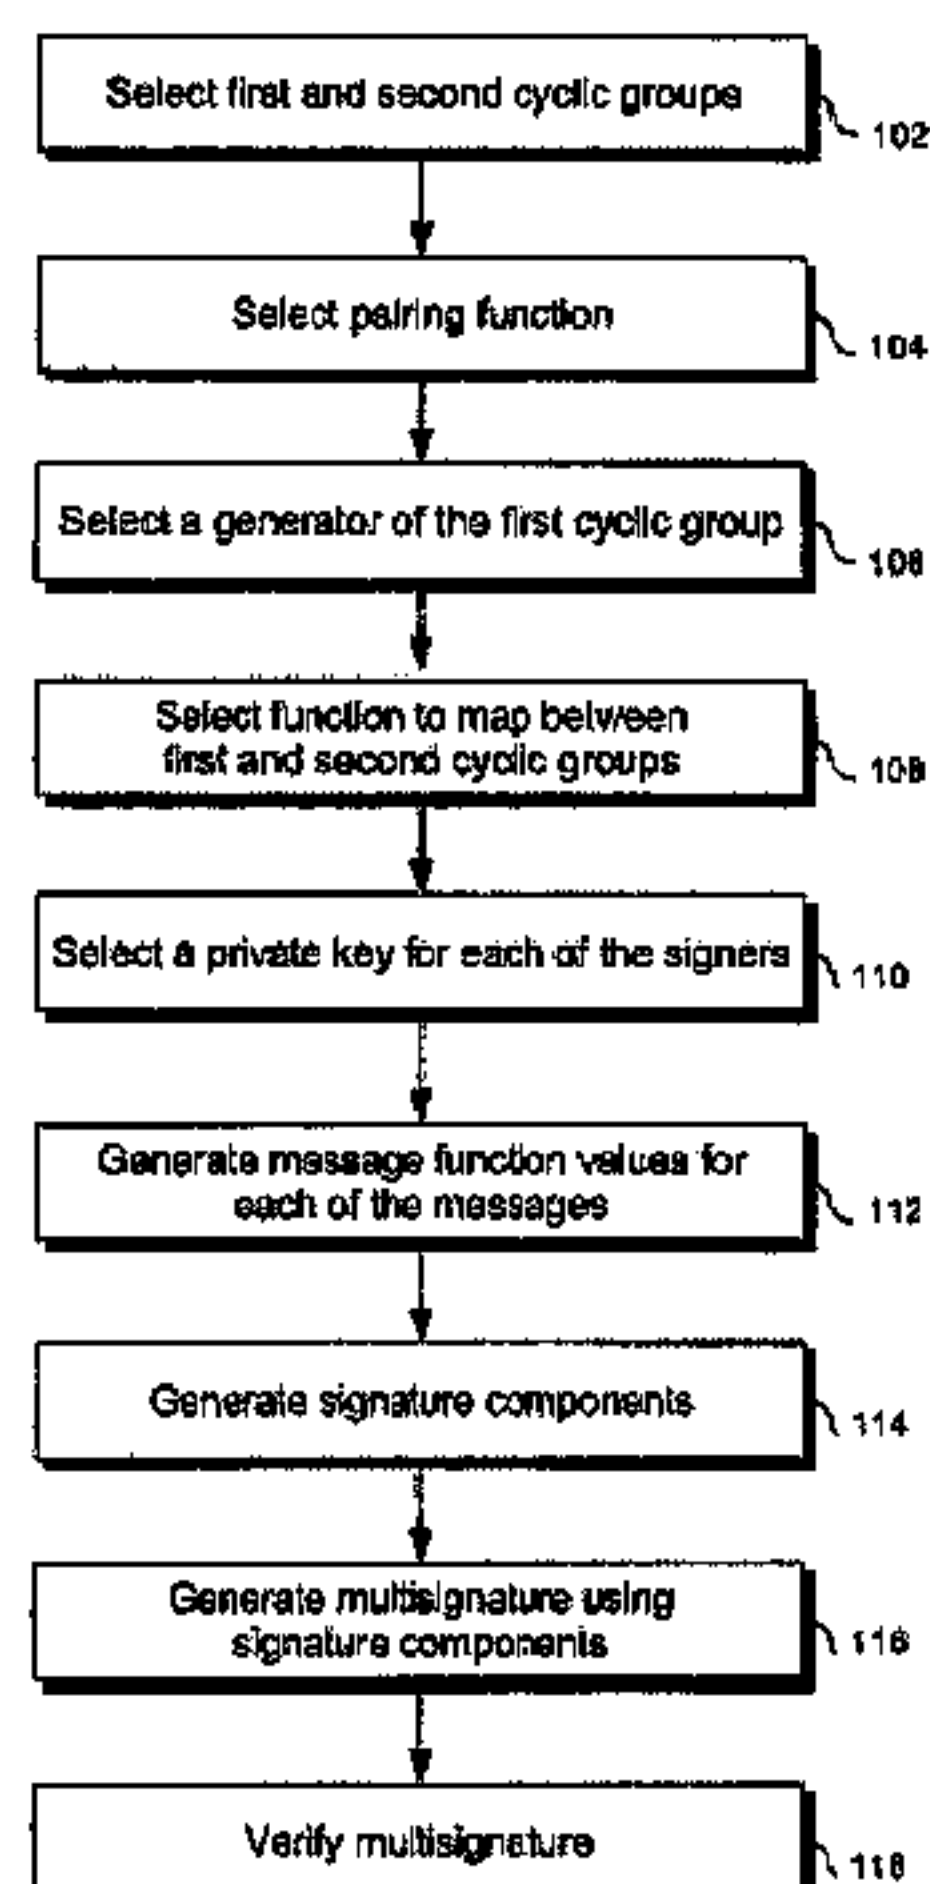 Select first and second cyclic groups
102
Select pairing function
104
Select a generator of the first cyclic group
106
Select function to map between
first and second cyclic groups
108
Select a private key for each of the signers
110
Generate message function values for
each of the messages
112
Generate signature components
114
Generate multisignature using
signature components
116
Verify multisignature
118